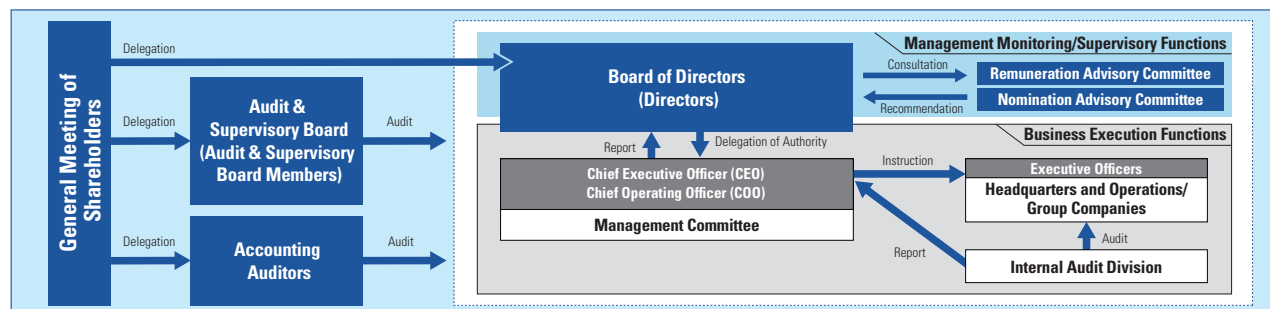 General Meeting of
Shareholders
Delegation
Delegation
Delegation
Audit &
Supervisory Board
(Audit & Supervisory
Board Members)
Accounting
Auditors
Audit
Audit
Management Monitoring/Supervisory Functions
Board of Directors
(Directors)
Consultation
Recommendation
Remuneration Advisory Committee
Nomination Advisory Committee
Business Execution Functions
Report
Delegation of Authority
Chief Executive Officer (CEO)
Chief Operating Officer (COO)
Management Committee
Instruction
Report
Executive Officers
Headquarters and Operations/
Group Companies
Audit
Internal Audit Division